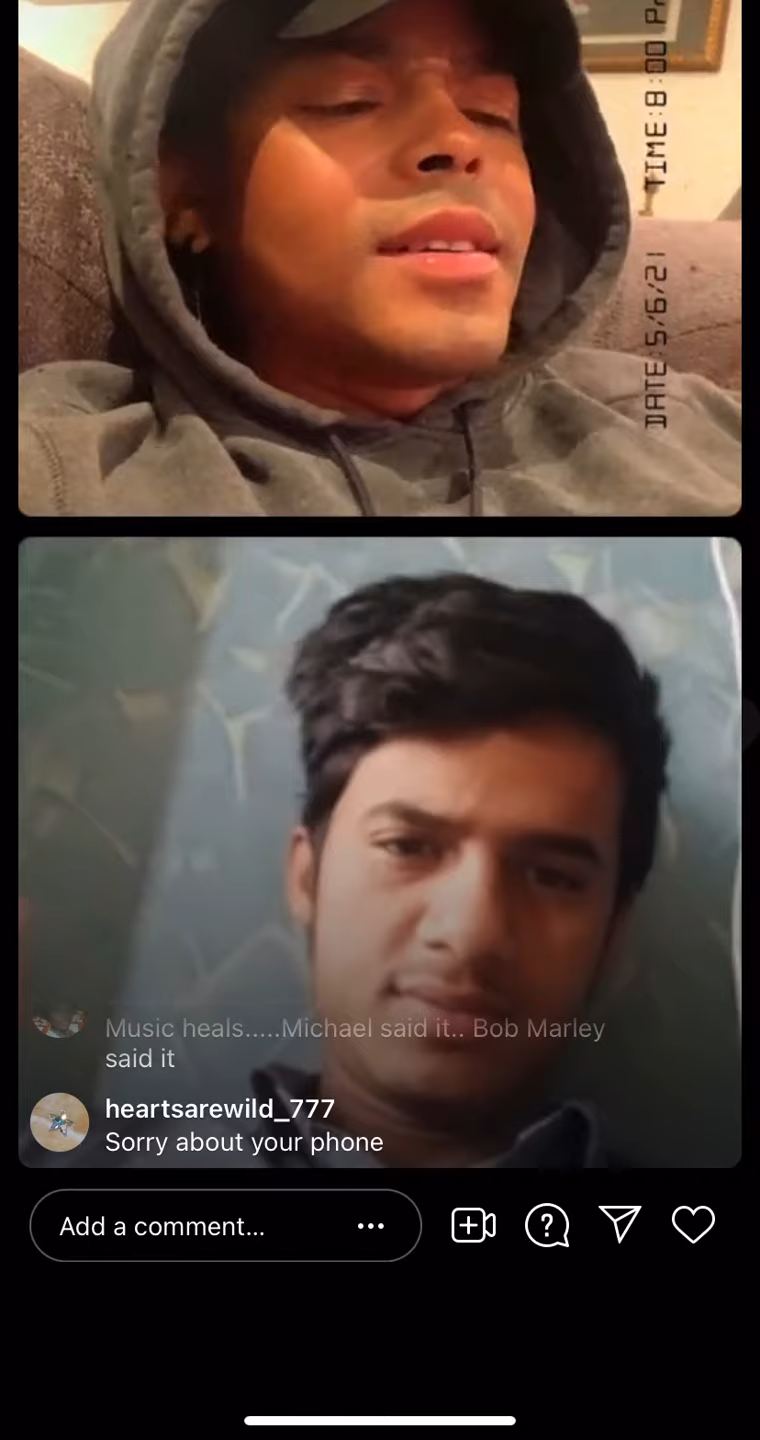 DATE:5/6/21 TIME:8:00
Music heals.....Michael said it.. Bob Marley
said it
heartsarewild_777
Sorry about your phone
Add a comment...